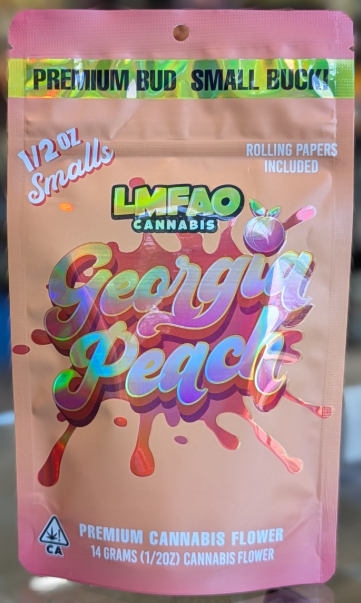 PREMIUM BUD SMALL BUCK!
1/2 OZ
Smalls
ROLLING PAPERS
INCLUDED
LMFAO
CANNABIS
Georgia
Peach
CA
PREMIUM CANNABIS FLOWER
14 GRAMS (1/2OZ) CANNABIS FLOWER